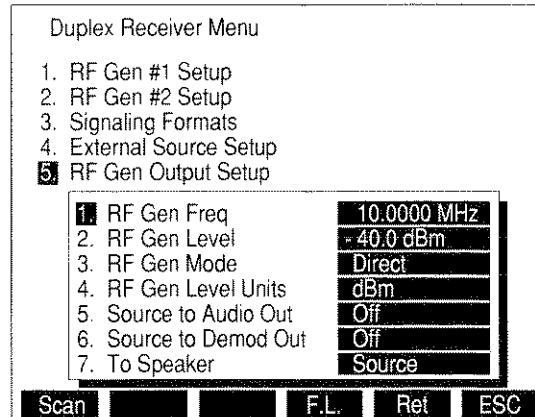 Duplex Receiver Menu
1. RF Gen #1 Setup
2. RF Gen #2 Setup
3. Signaling Formats
4. External Source Setup
5. RF Gen Output Setup
1. RF Gen Freq 10.0000 MHz
2. RF Gen Level - 40.0 dBm
3. RF Gen Mode Direct
4. RF Gen Level Units dBm
5. Source to Audio Out Off
6. Source to Demod Out Off
7. To Speaker Source
Scan F.L. Ret ESC